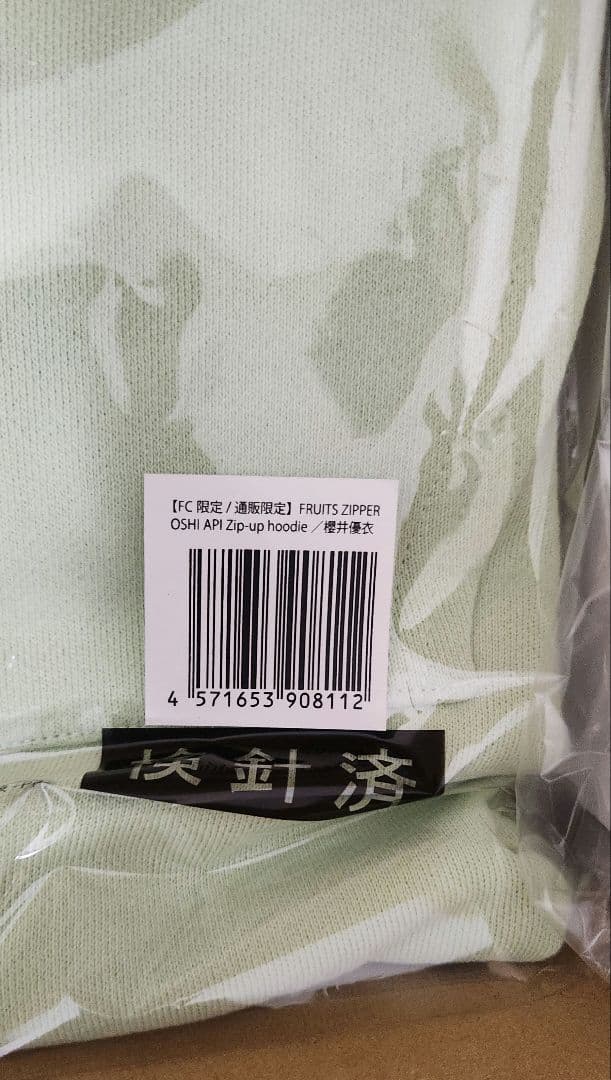 【FC 限定 / 通販限定】FRUITS ZIPPER
OSHI API Zip-up hoodie ／櫻井優衣
4 571653 908112
検針済